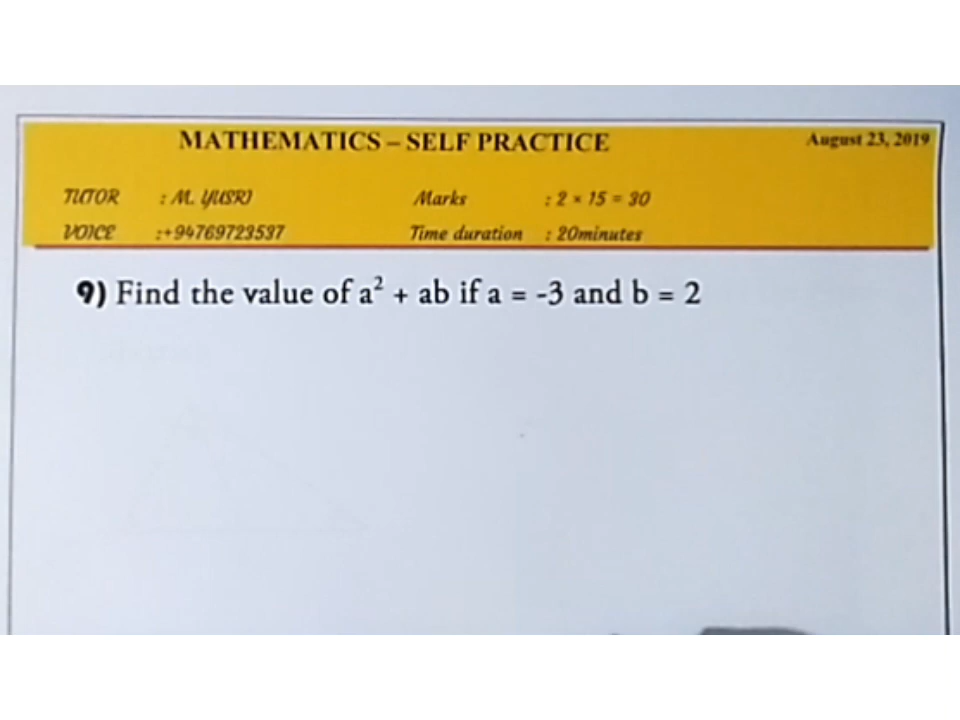 MATHEMATICS – SELF PRACTICE
August 23, 2019
TUTOR : M. YUSRI Marks : 2 × 15 = 30
VOICE :+94769723537 Time duration : 20minutes
9) Find the value of a² + ab if a = -3 and b = 2